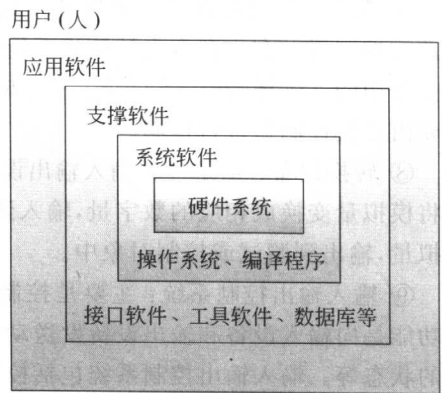 用户(人)
应用软件
支撑软件
系统软件
硬件系统
操作系统、编译程序
接口软件、工具软件、数据库等